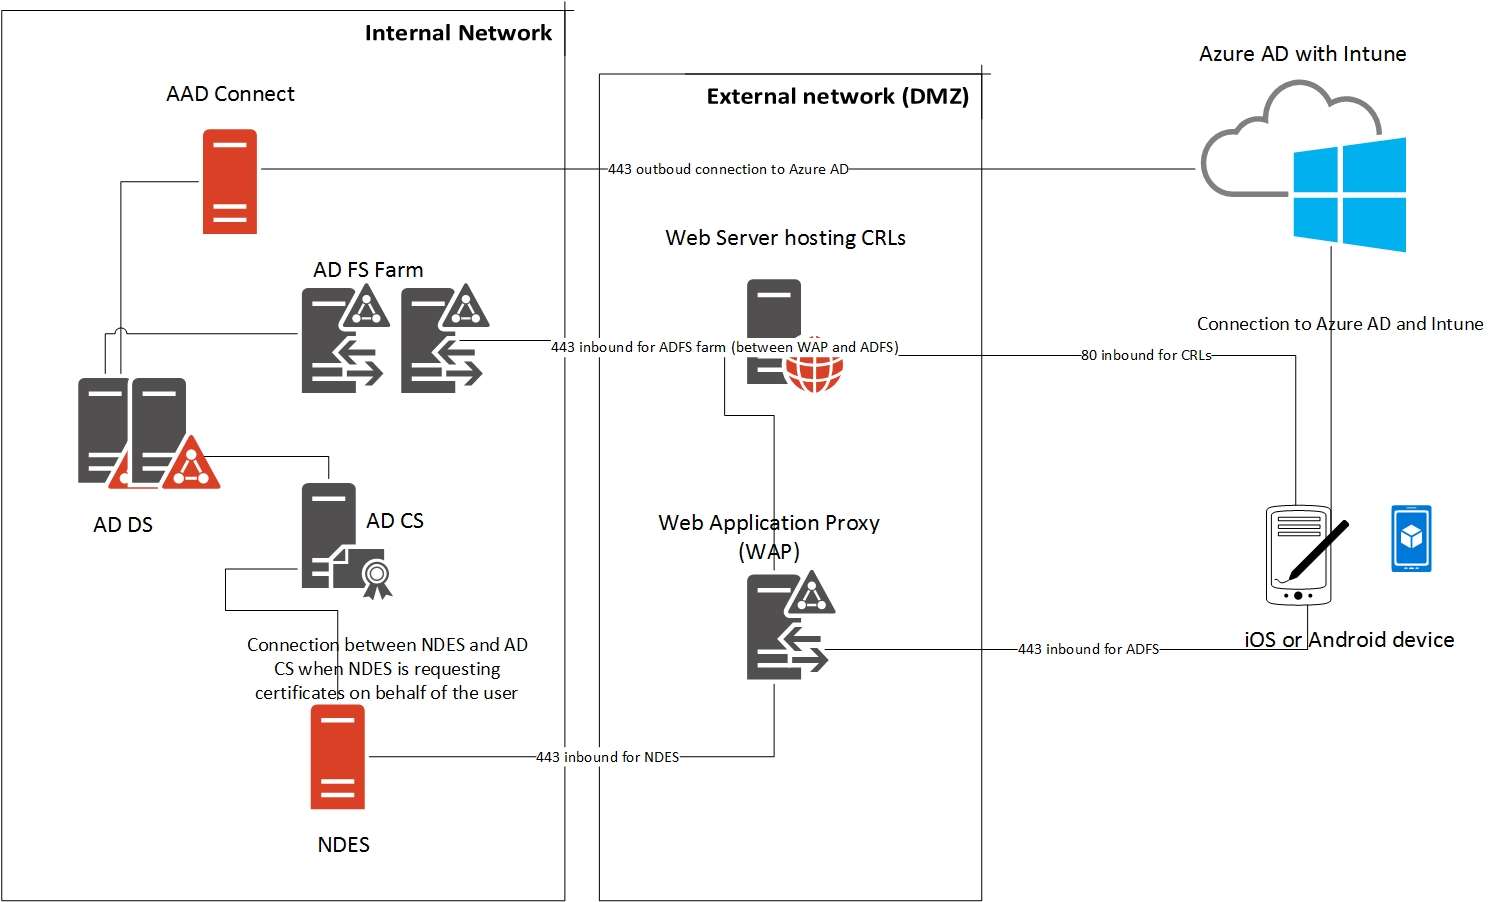 Internal Network
Azure AD with Intune
AAD Connect
External network (DMZ)
443 outboud connection to Azure AD
Web Server hosting CRLs
AD FS Farm
Connection to Azure AD and Intune
443 inbound for ADFS farm (between WAP and ADFS)
80 inbound for CRLs
AD DS
AD CS
Web Application Proxy
(WAP)
Connection between NDES and AD
CS when NDES is requesting
certificates on behalf of the user
443 inbound for ADFS
iOS or Android device
443 inbound for NDES
NDES